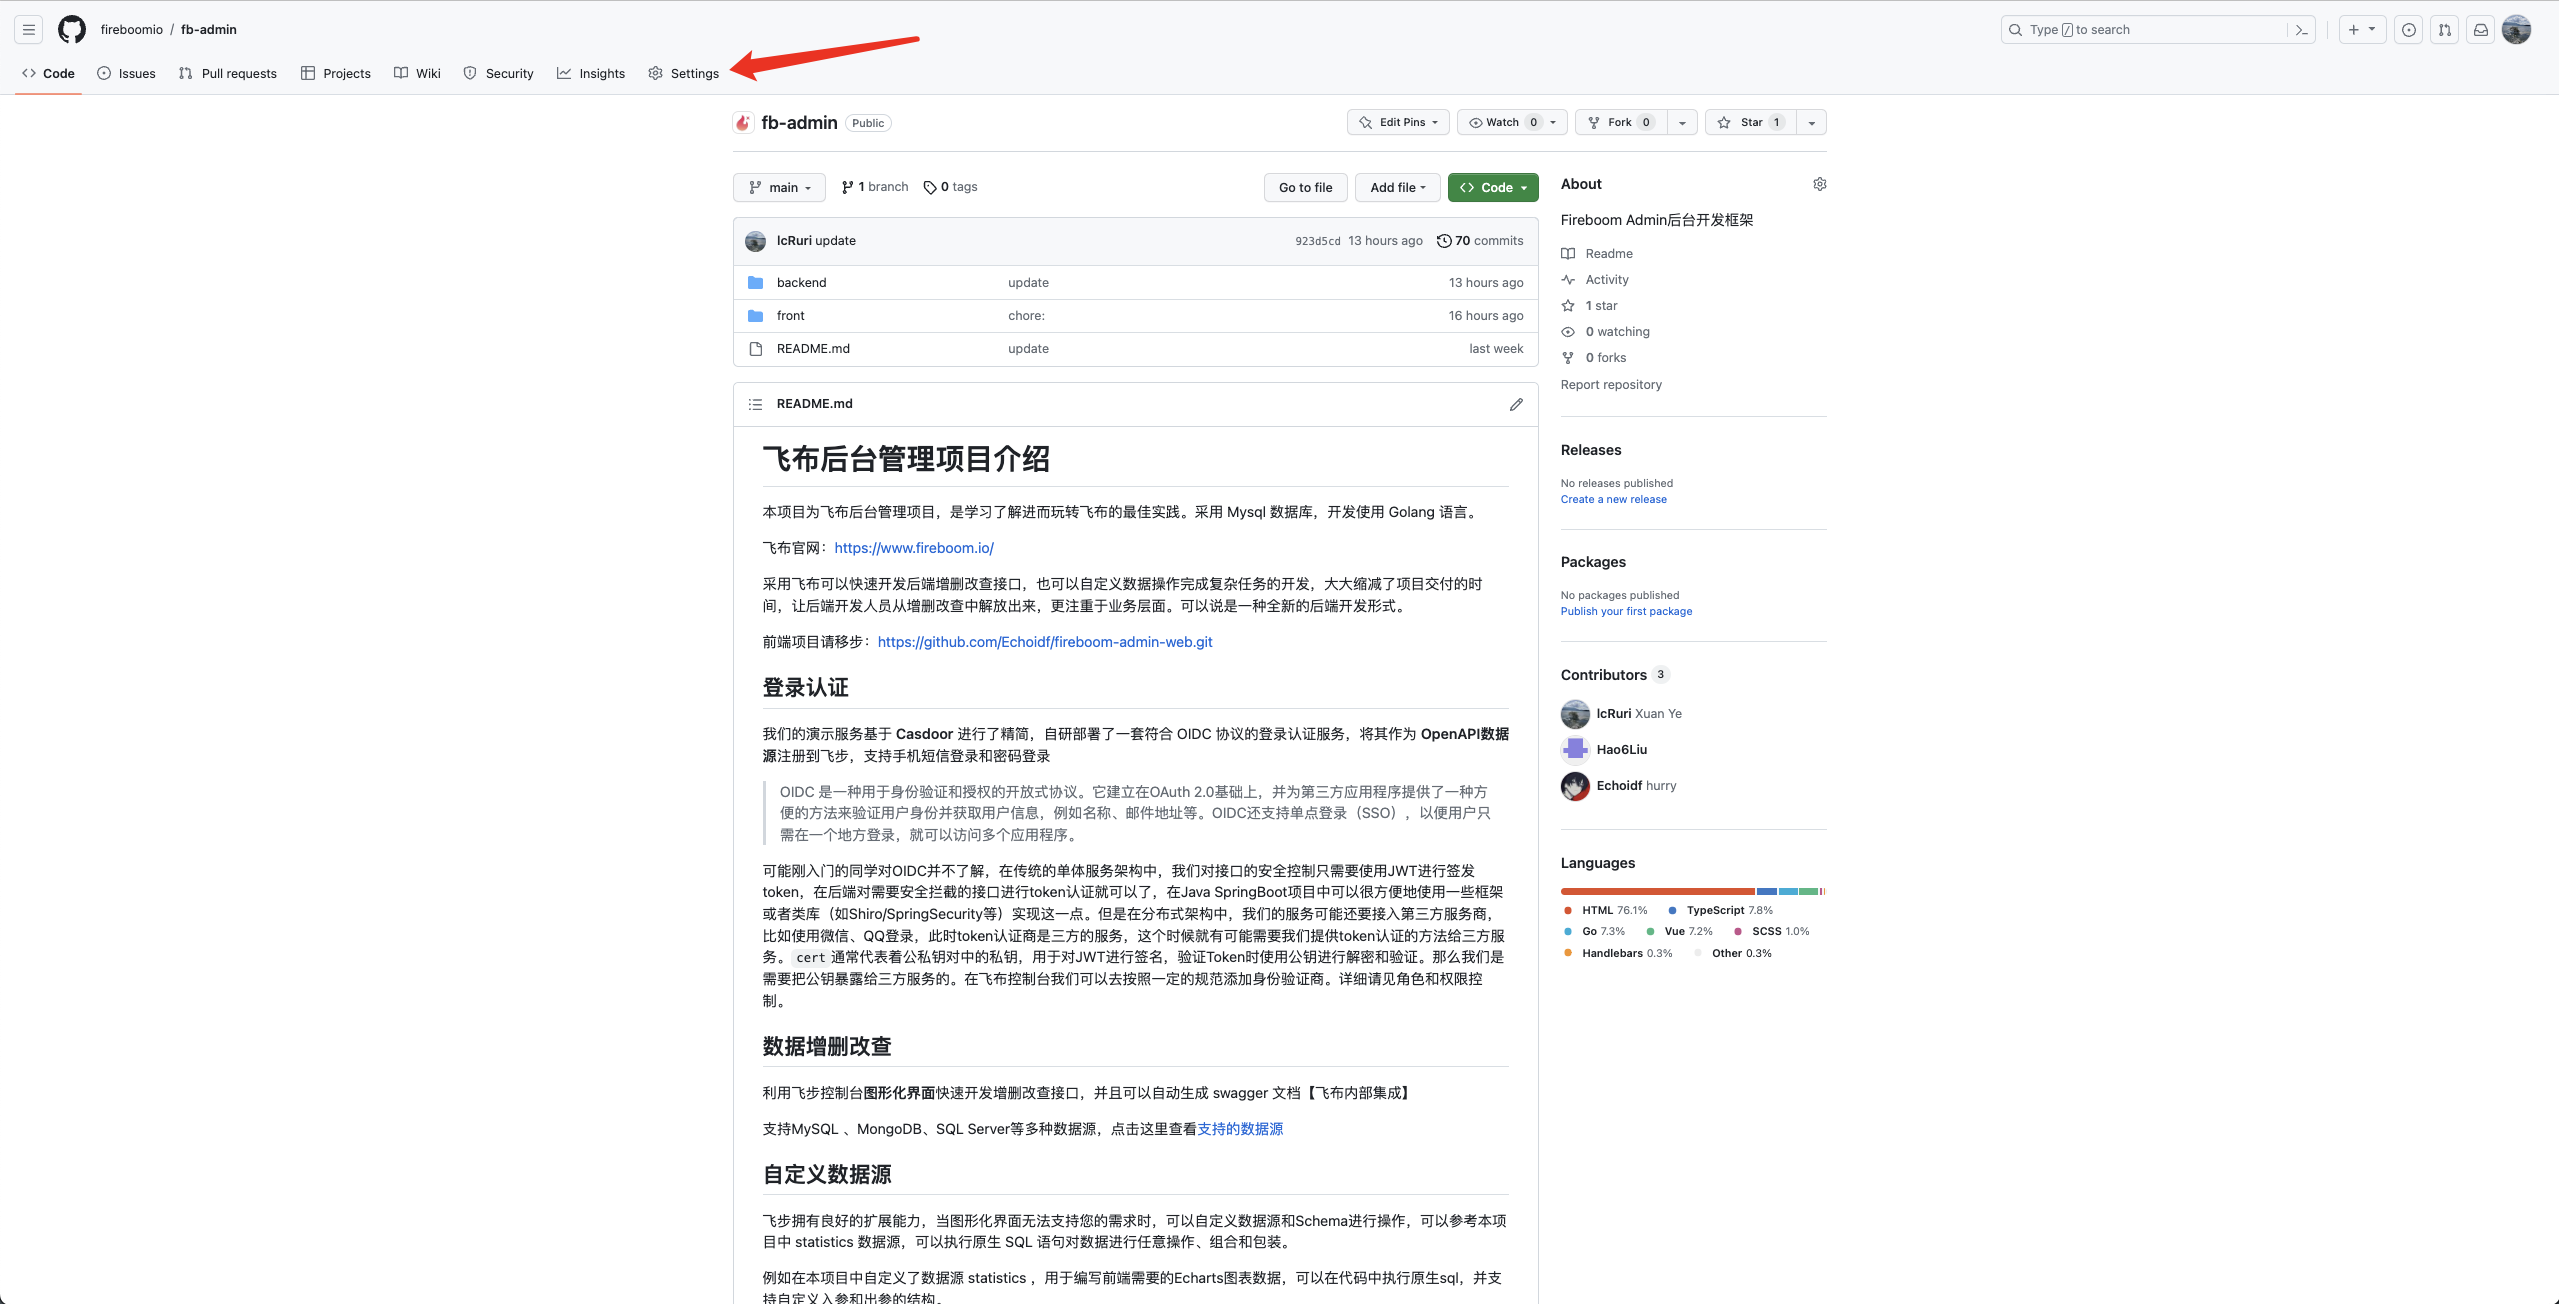 fireboomio / fb-admin
Type / to search
Code Issues Pull requests Projects Wiki Security Insights Settings
fb-admin Public
Edit Pins Watch 0 Fork 0 Star 1
main 1 branch 0 tags
Go to file Add file Code
lcRuri update 923d5cd 13 hours ago 70 commits
backend update 13 hours ago
front chore: 16 hours ago
README.md update last week
README.md
飞布后台管理项目介绍
本项目为飞布后台管理项目，是学习了解进而玩转飞布的最佳实践。采用 Mysql 数据库，开发使用 Golang 语言。
飞布官网：https://www.fireboom.io/
采用飞布可以快速开发后端增删改查接口，也可以自定义数据操作完成复杂任务的开发，大大缩减了项目交付的时
间，让后端开发人员从增删改查中解放出来，更注重于业务层面。可以说是一种全新的后端开发形式。
前端项目请移步：https://github.com/Echoidf/fireboom-admin-web.git
登录认证
我们的演示服务基于 Casdoor 进行了精简，自研部署了一套符合 OIDC 协议的登录认证服务，将其作为 OpenAPI数据
源注册到飞步，支持手机短信登录和密码登录
OIDC 是一种用于身份验证和授权的开放式协议。它建立在OAuth 2.0基础上，并为第三方应用程序提供了一种方
便的方法来验证用户身份并获取用户信息，例如名称、邮件地址等。OIDC还支持单点登录（SSO），以便用户只
需在一个地方登录，就可以访问多个应用程序。
可能刚入门的同学对OIDC并不了解，在传统的单体服务架构中，我们对接口的安全控制只需要使用JWT进行签发
token，在后端对需要安全拦截的接口进行token认证就可以了，在Java SpringBoot项目中可以很方便地使用一些框架
或者类库（如Shiro/SpringSecurity等）实现这一点。但是在分布式架构中，我们的服务可能还要接入第三方服务商，
比如使用微信、QQ登录，此时token认证商是三方的服务，这个时候就有可能需要我们提供token认证的方法给三方服
务。cert 通常代表着公私钥对中的私钥，用于对JWT进行签名，验证Token时使用公钥进行解密和验证。那么我们是
需要把公钥暴露给三方服务的。在飞布控制台我们可以去按照一定的规范添加身份验证商。详细请见角色和权限控
制。
数据增删改查
利用飞步控制台图形化界面快速开发增删改查接口，并且可以自动生成 swagger 文档【飞布内部集成】
支持MySQL 、MongoDB、SQL Server等多种数据源，点击这里查看支持的数据源
自定义数据源
飞步拥有良好的扩展能力，当图形化界面无法支持您的需求时，可以自定义数据源和Schema进行操作，可以参考本项
目中 statistics 数据源，可以执行原生 SQL 语句对数据进行任意操作、组合和包装。
例如在本项目中自定义了数据源 statistics ，用于编写前端需要的Echarts图表数据，可以在代码中执行原生sql，并支
持自定义入参和出参的结构。
About
Fireboom Admin后台开发框架
Readme
Activity
1 star
0 watching
0 forks
Report repository
Releases
No releases published
Create a new release
Packages
No packages published
Publish your first package
Contributors 3
lcRuri Xuan Ye
Hao6Liu
Echoidf hurry
Languages
HTML 76.1% TypeScript 7.8%
Go 7.3% Vue 7.2% SCSS 1.0%
Handlebars 0.3% Other 0.3%